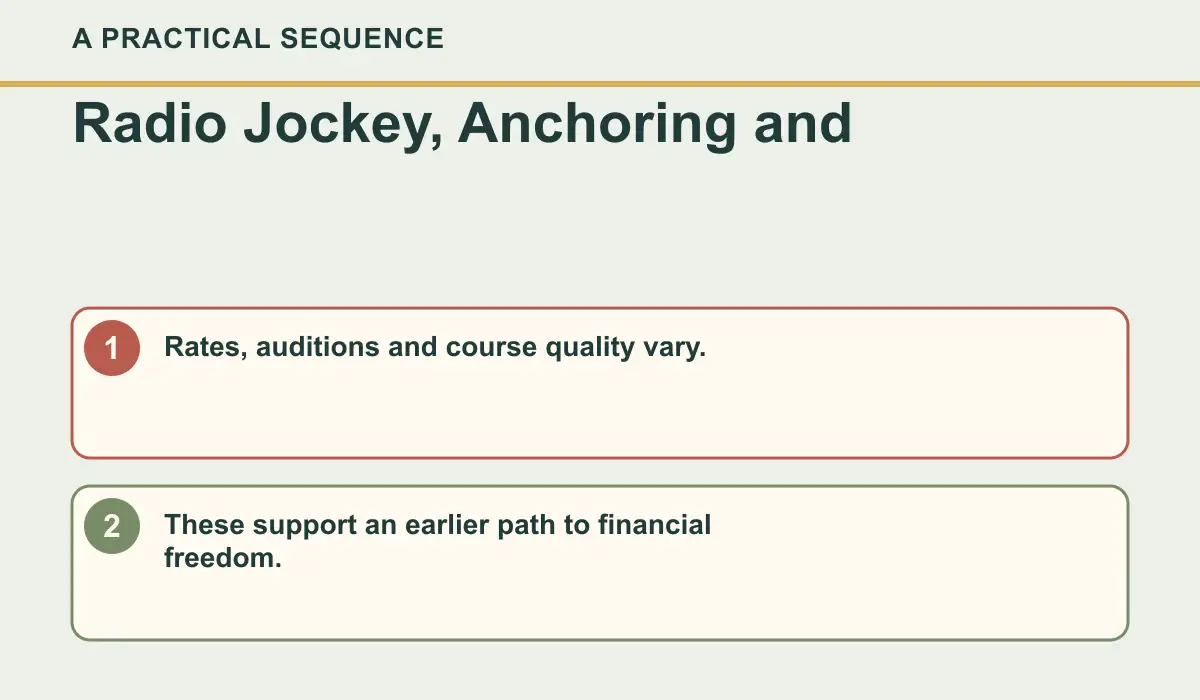 A PRACTICAL SEQUENCE
Radio Jockey, Anchoring and
1
Rates, auditions and course quality vary.
2
These support an earlier path to financial
freedom.